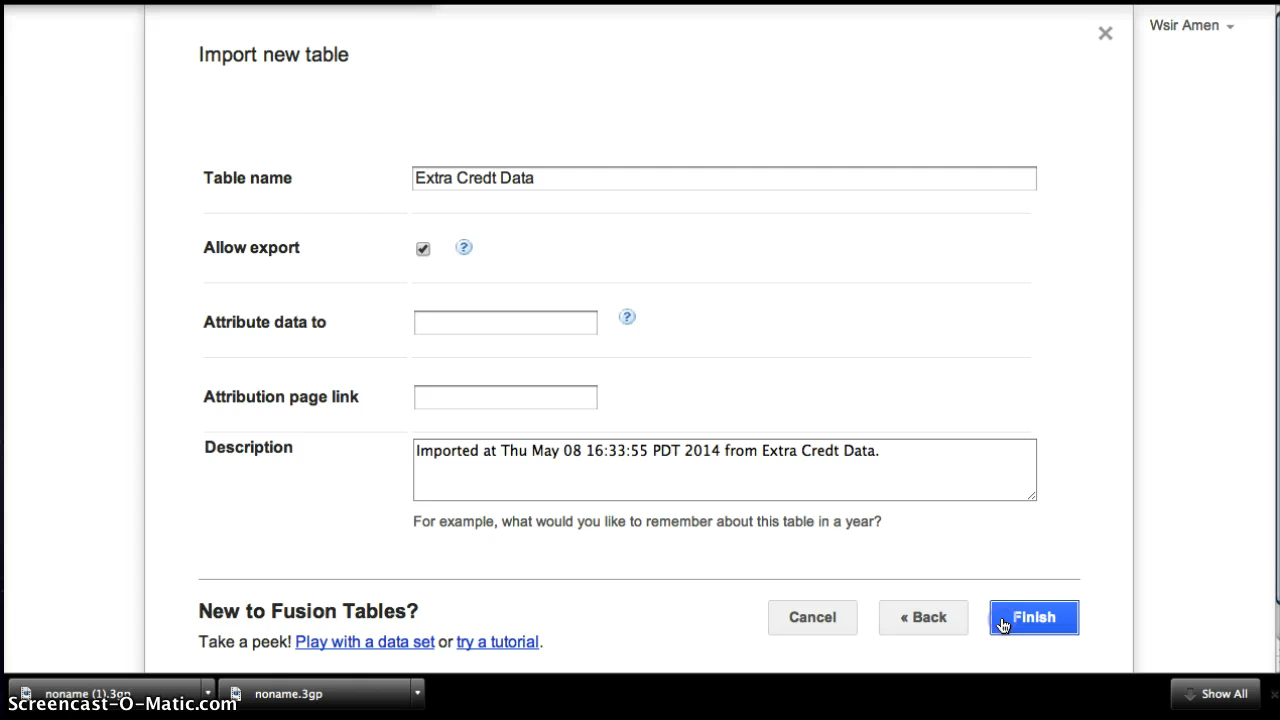 Wsir Amen
Import new table
Table name
Extra Credt Data
Allow export
?
Attribute data to
?
Attribution page link
Description
Imported at Thu May 08 16:33:55 PDT 2014 from Extra Credt Data.
For example, what would you like to remember about this table in a year?
New to Fusion Tables?
Take a peek! Play with a data set or try a tutorial.
Cancel
« Back
Finish
noname (1).3gp
noname.3gp
Show All
Screencast-O-Matic.com